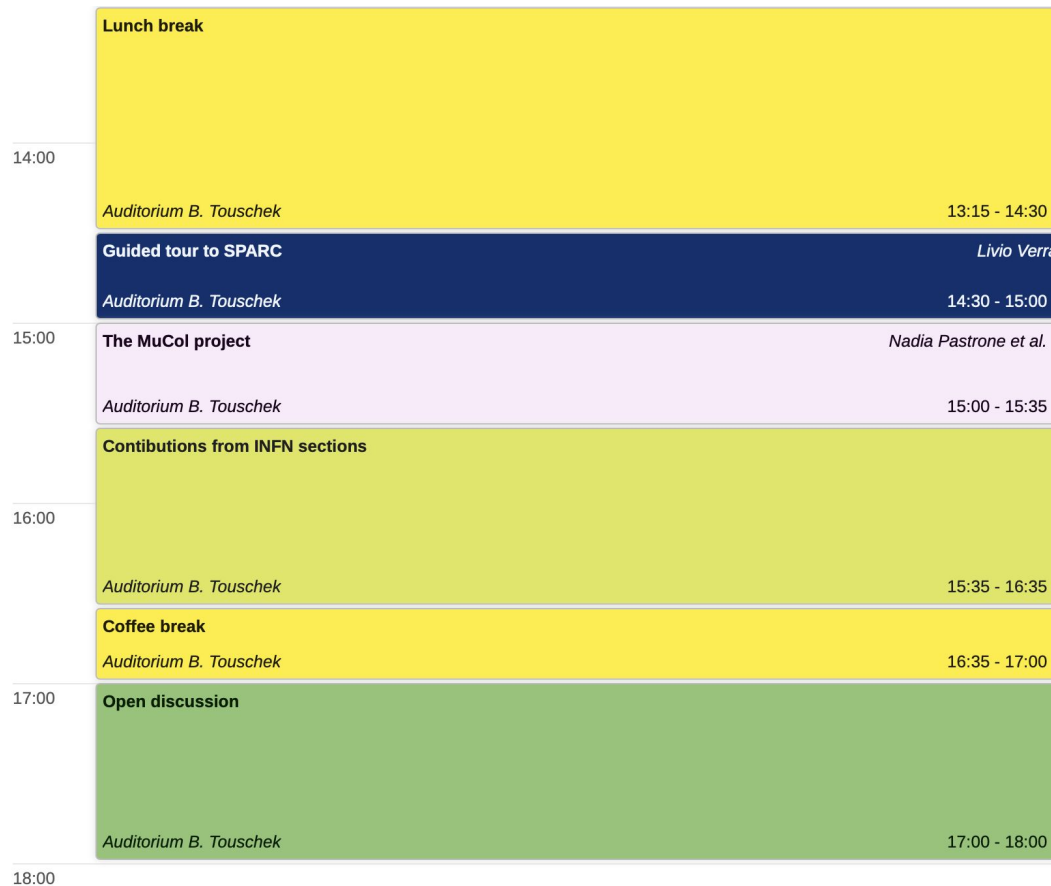 Lunch break
14:00
Auditorium B. Touschek 13:15 - 14:30
Guided tour to SPARC Livio Verra
Auditorium B. Touschek 14:30 - 15:00
15:00 The MuCol project Nadia Pastrone et al.
Auditorium B. Touschek 15:00 - 15:35
Contibutions from INFN sections
16:00
Auditorium B. Touschek 15:35 - 16:35
Coffee break
Auditorium B. Touschek 16:35 - 17:00
17:00 Open discussion
Auditorium B. Touschek 17:00 - 18:00
18:00